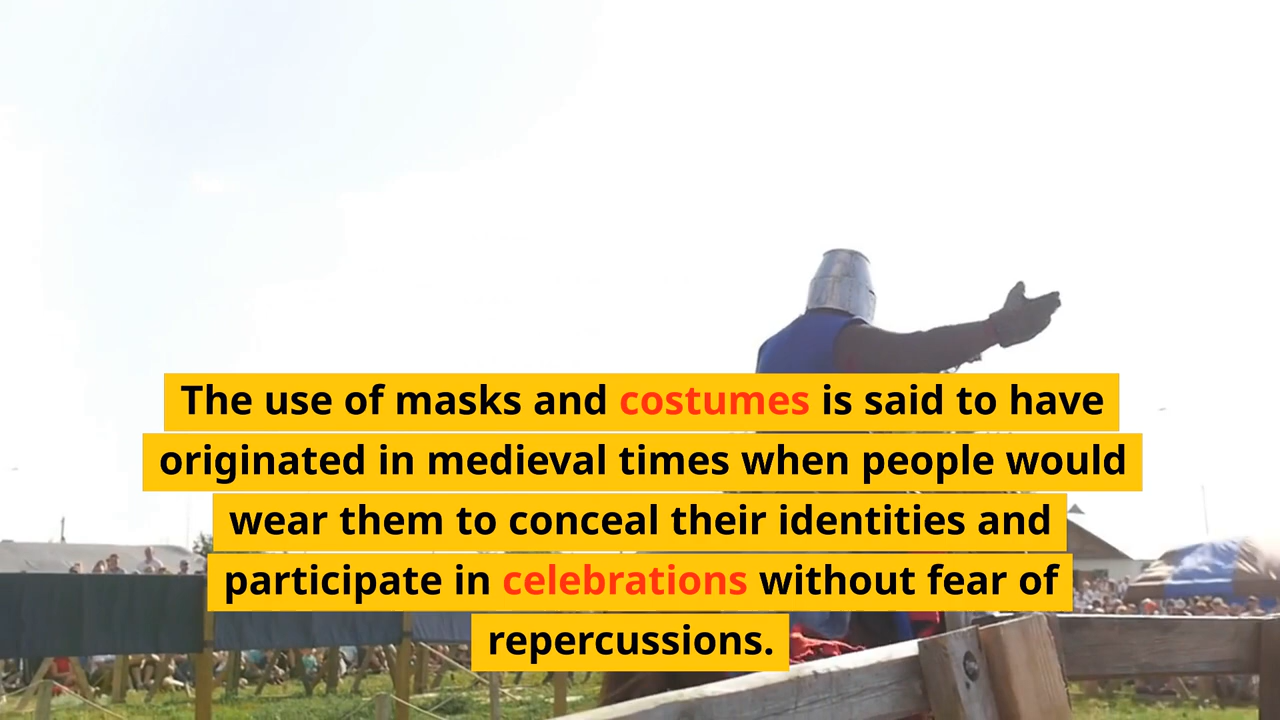 The use of masks and costumes is said to have
originated in medieval times when people would
wear them to conceal their identities and
participate in celebrations without fear of
repercussions.